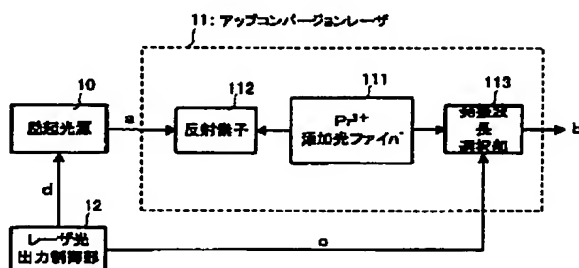 11: アップコンバージョンレーザ
10
励起光源
a
112
反射素子
111
Pr³⁺
添加光ファイバ
113
発振波
長
選択部
b
d
12
レーザ光
出力制御部
c